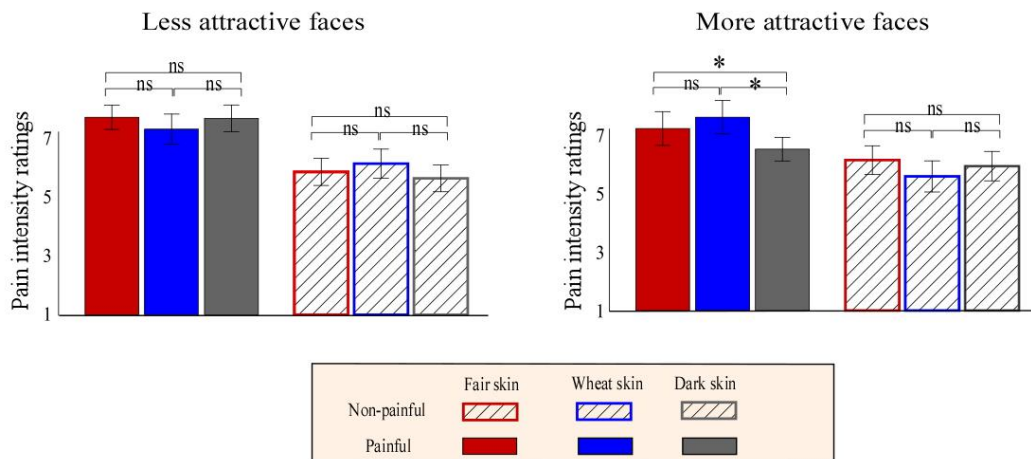 Less attractive faces
ns
ns ns
ns
ns ns
7
5
3
1
Pain intensity ratings
More attractive faces
*
ns *
ns
ns ns
7
5
3
1
Pain intensity ratings
Fair skin Wheat skin Dark skin
Non-painful
Painful